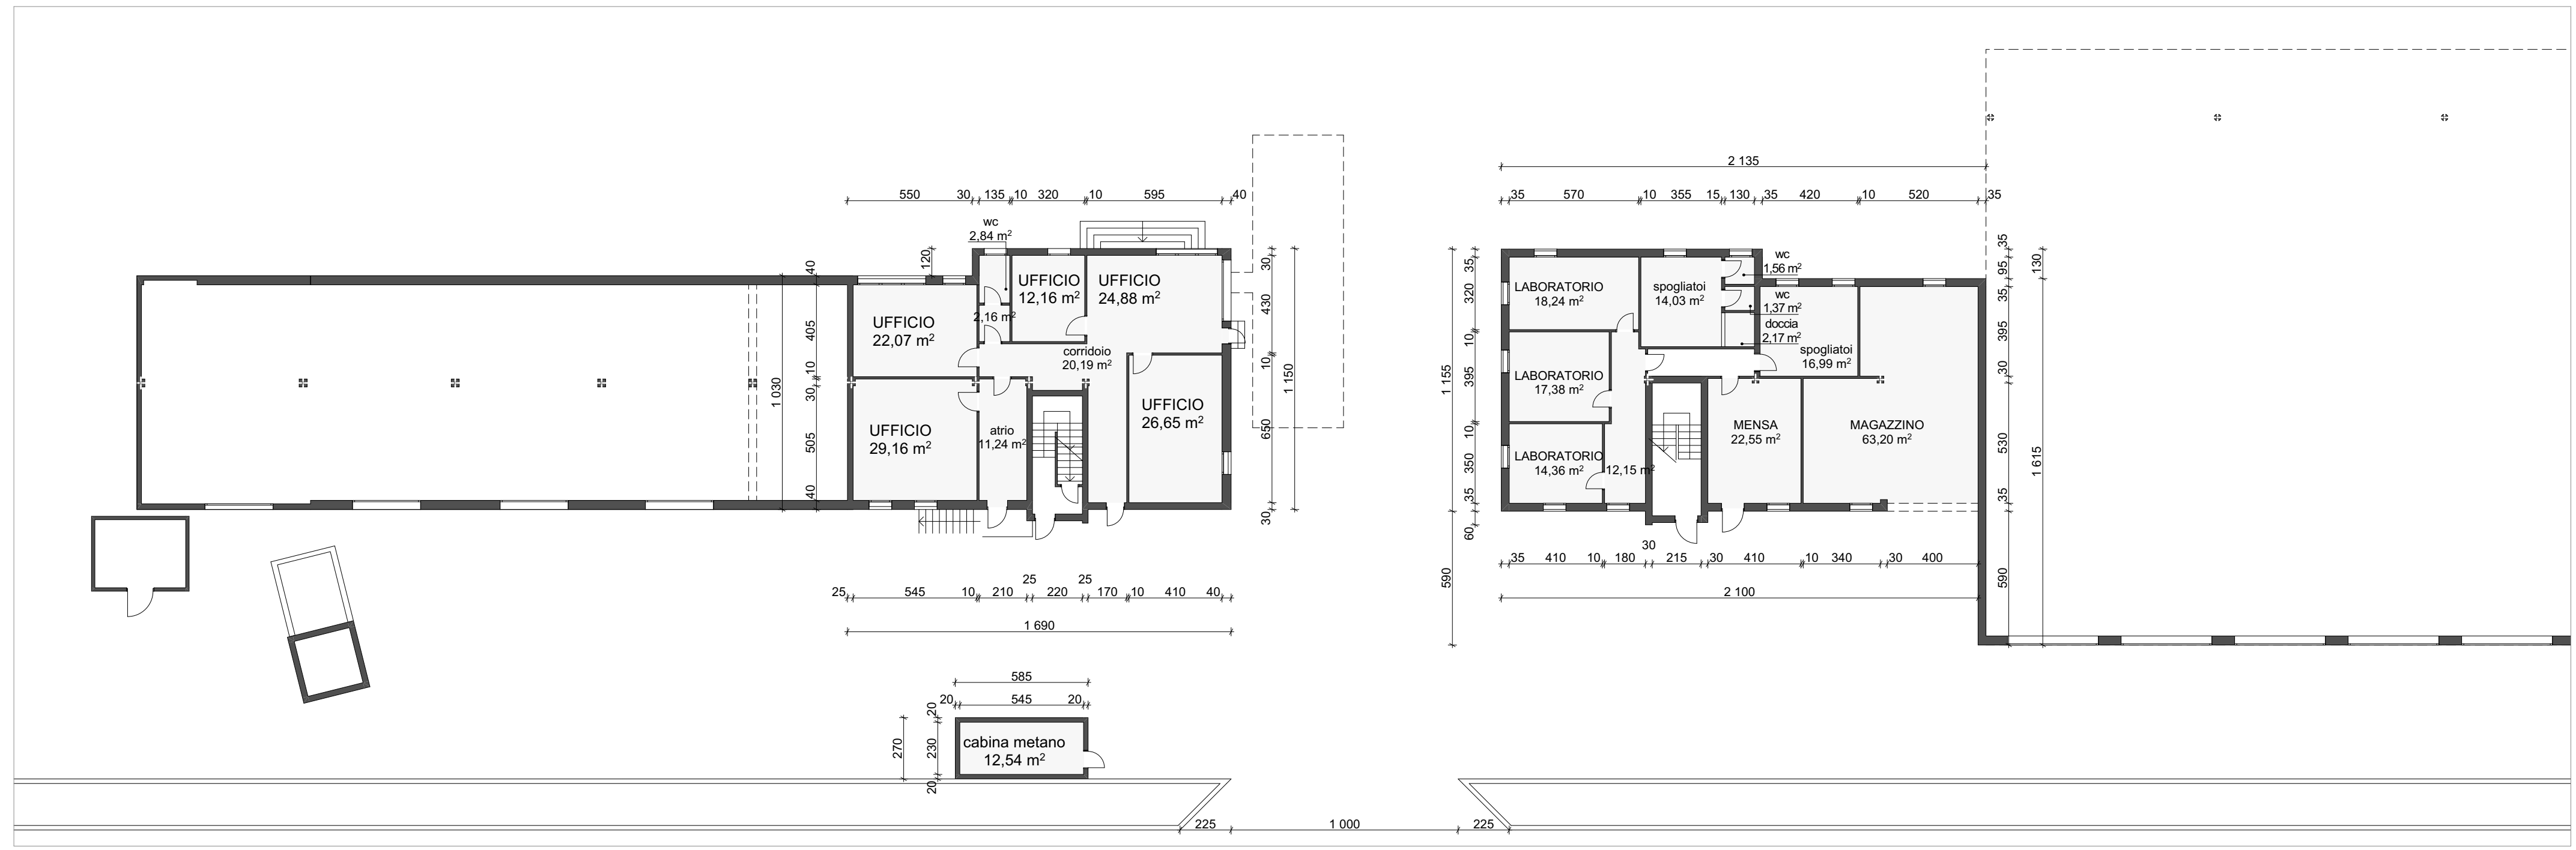 2 135
550 30 135 10 320 10 595 40
35 570 10 355 15 130 35 420 10 520 35
wc
2,84 m²
120
40
405
10
30
505
40
1 030
UFFICIO
22,07 m²
2,16 m²
UFFICIO
12,16 m²
UFFICIO
24,88 m²
corridoio
20,19 m²
UFFICIO
29,16 m²
atrio
11,24 m²
UFFICIO
26,65 m²
30
430
10
650
30
1 150
25 25
25 545 10 210 220 170 10 410 40
1 690
1 155
590
35
320
10
395
10
350
35
60
LABORATORIO
18,24 m²
LABORATORIO
17,38 m²
LABORATORIO
14,36 m²
12,15 m²
spogliatoi
14,03 m²
wc
1,56 m²
wc
1,37 m²
doccia
2,17 m²
spogliatoi
16,99 m²
MENSA
22,55 m²
MAGAZZINO
63,20 m²
35
95
35
395
30
530
35
590
130
1 615
30
35 410 10 180 215 30 410 10 340 30 400
2 100
585
20 545 20
20
230
20
270
cabina metano
12,54 m²
225 1 000 225